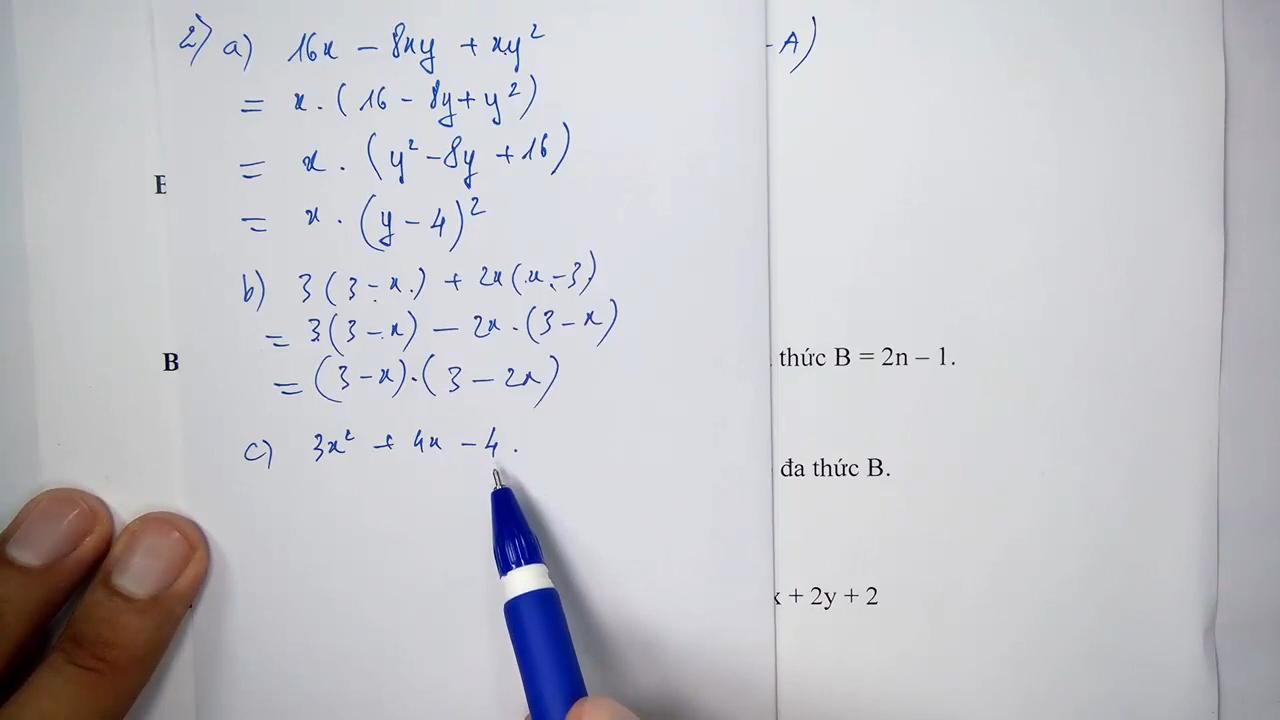 2) a) 16x - 8xy + xy²
= x . (16 - 8y + y²)
= x . (y² - 8y + 16)
= x . (y - 4)²
b) 3(3 - x) + 2x(x - 3)
= 3(3 - x) - 2x . (3 - x)
= (3 - x) . (3 - 2x)
c) 3x² + 4x - 4.
- A)
B
thức B = 2n – 1.
đa thức B.
+ 2y + 2